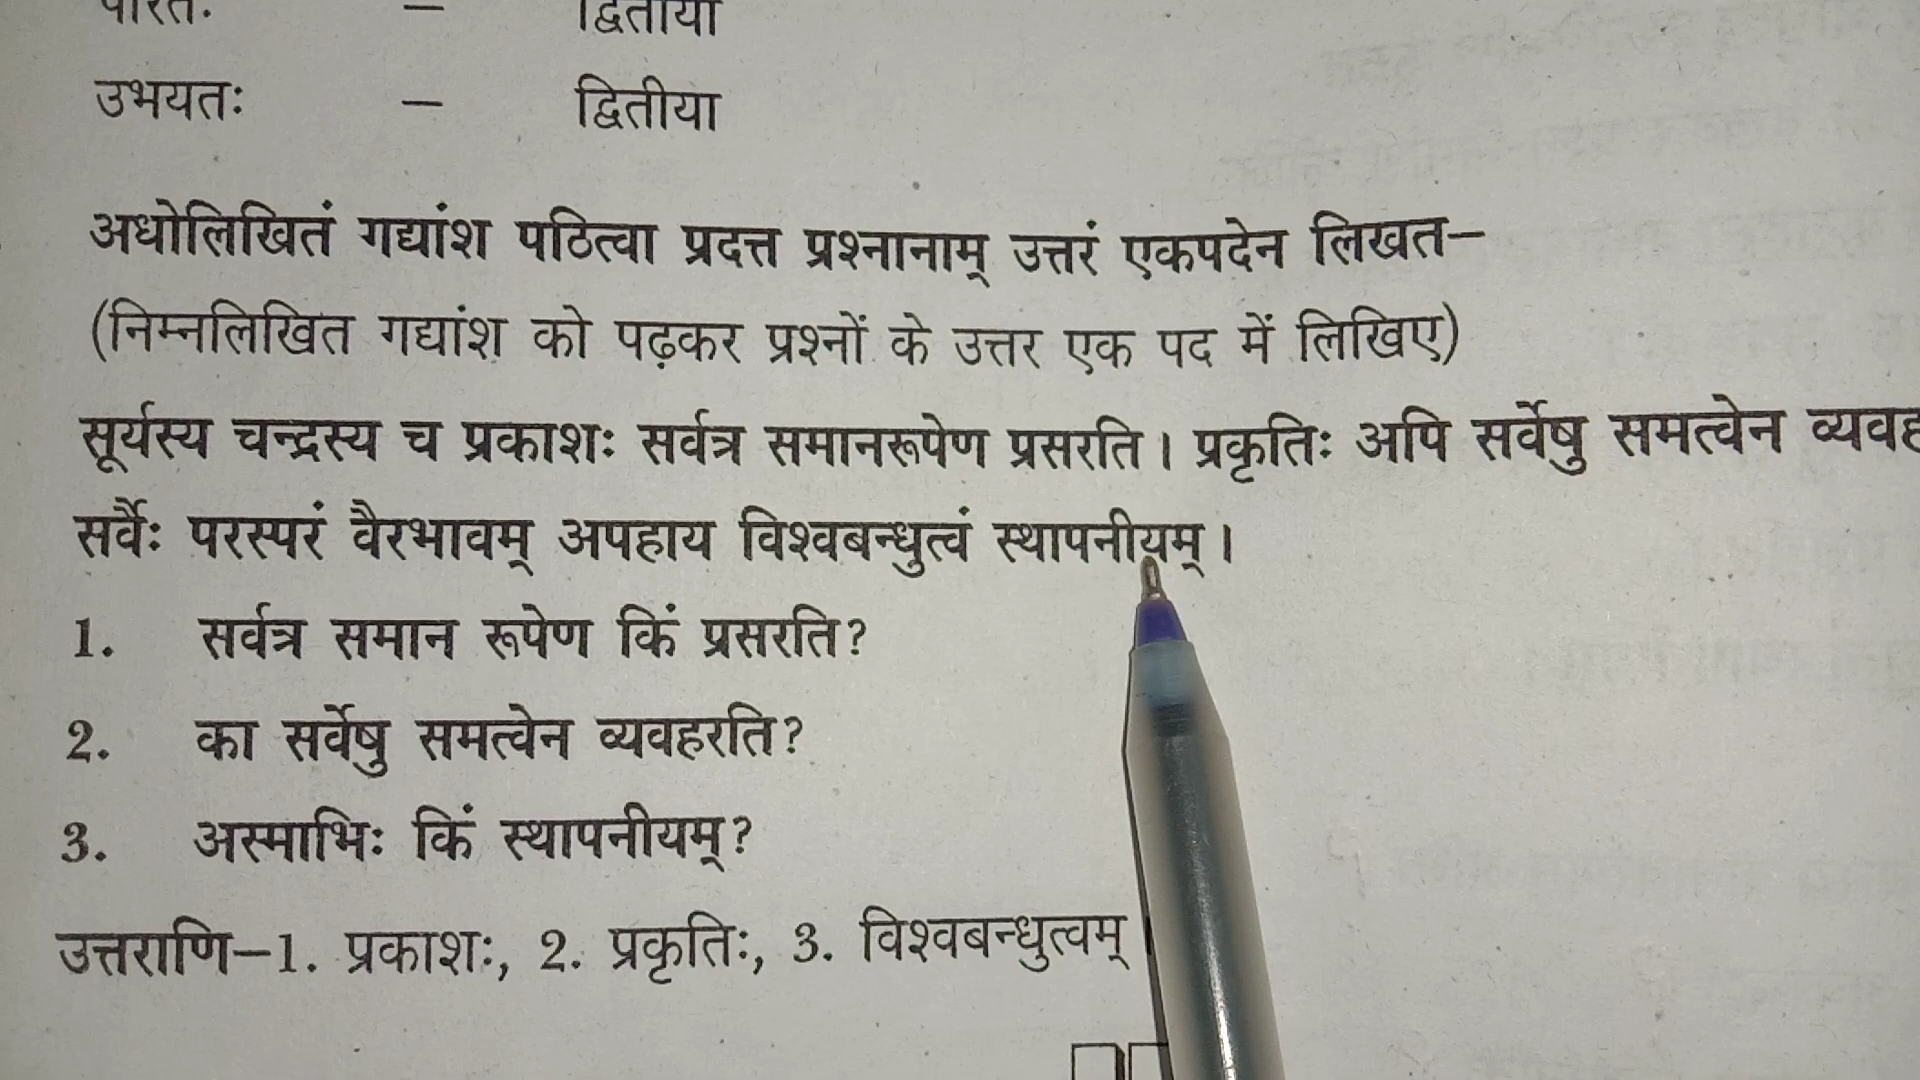 परितः – द्वितीया
उभयतः – द्वितीया
अधोलिखितं गद्यांश पठित्वा प्रदत्त प्रश्नानाम् उत्तरं एकपदेन लिखत–
(निम्नलिखित गद्यांश को पढ़कर प्रश्नों के उत्तर एक पद में लिखिए)
सूर्यस्य चन्द्रस्य च प्रकाशः सर्वत्र समानरूपेण प्रसरति। प्रकृतिः अपि सर्वेषु समत्वेन
सर्वैः परस्परं वैरभावम् अपहाय विश्वबन्धुत्वं स्थापनीयम्।
1. सर्वत्र समान रूपेण किं प्रसरति?
2. का सर्वेषु समत्वेन व्यवहरति?
3. अस्माभिः किं स्थापनीयम्?
उत्तराणि–1. प्रकाशः, 2. प्रकृतिः, 3. विश्वबन्धुत्वम्